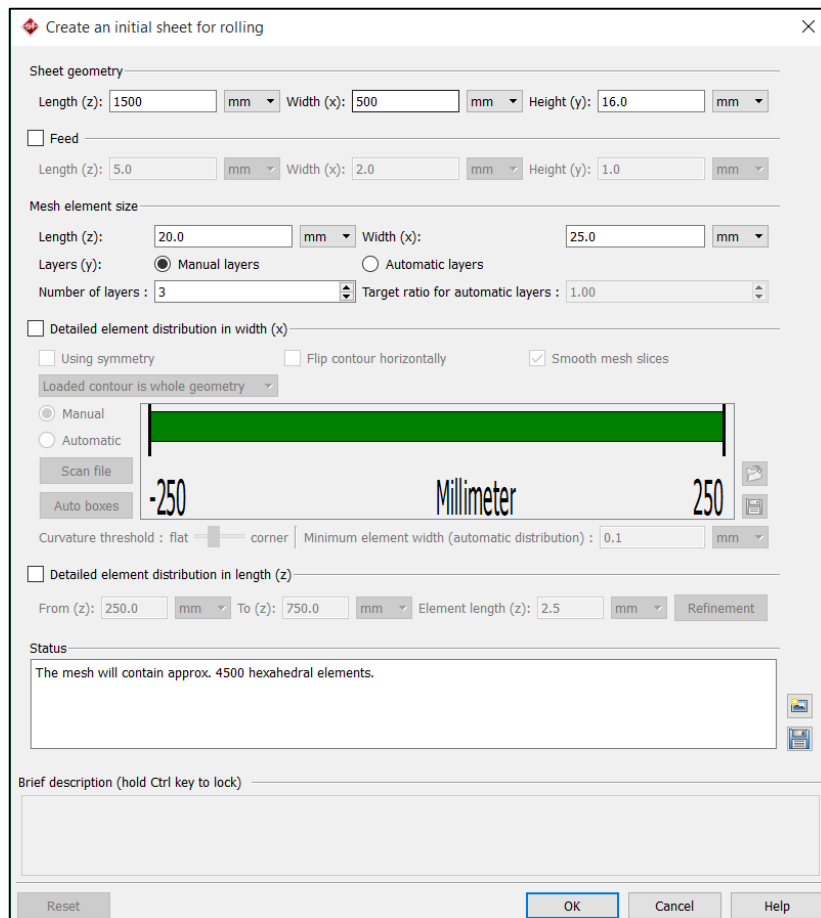 Create an initial sheet for rolling
Sheet geometry
Length (z): 1500 mm Width (x): 500 mm Height (y): 16.0 mm
Feed
Length (z): 5.0 mm Width (x): 2.0 mm Height (y): 1.0 mm
Mesh element size
Length (z): 20.0 mm Width (x): 25.0 mm
Layers (y): Manual layers Automatic layers
Number of layers : 3 Target ratio for automatic layers : 1.00
Detailed element distribution in width (x)
Using symmetry Flip contour horizontally Smooth mesh slices
Loaded contour is whole geometry
Manual
Automatic
Scan file
Auto boxes
-250 Millimeter 250
Curvature threshold : flat corner Minimum element width (automatic distribution) : 0.1 mm
Detailed element distribution in length (z)
From (z): 250.0 mm To (z): 750.0 mm Element length (z): 2.5 mm Refinement
Status
The mesh will contain approx. 4500 hexahedral elements.
Brief description (hold Ctrl key to lock)
Reset OK Cancel Help